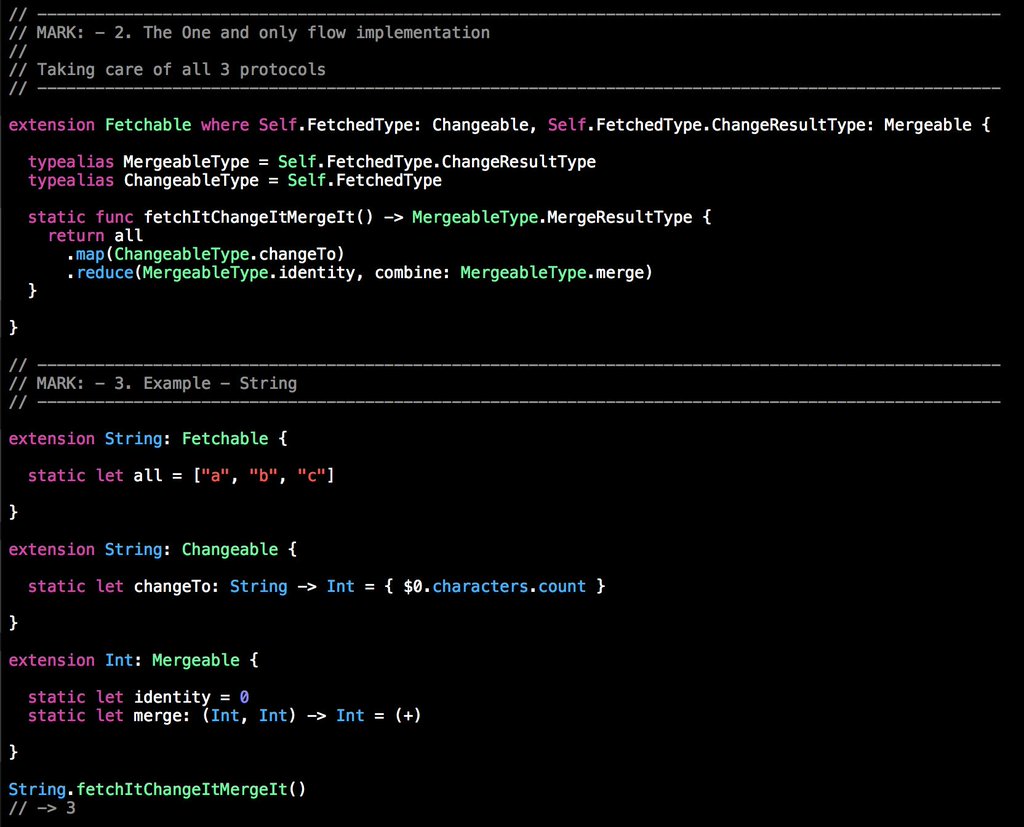 // ————————————————————————————————————————————————————————————————
// MARK: - 2. The One and only flow implementation
//
// Taking care of all 3 protocols
// ————————————————————————————————————————————————————————————————
extension Fetchable where Self.FetchedType: Changeable, Self.FetchedType.ChangeResultType: Mergeable {
typealias MergeableType = Self.FetchedType.ChangeResultType
typealias ChangeableType = Self.FetchedType
static func fetchItChangeItMergeIt() -> MergeableType.MergeResultType {
return all
.map(ChangeableType.changeTo)
.reduce(MergeableType.identity, combine: MergeableType.merge)
}
}
// ————————————————————————————————————————————————————————————————
// MARK: - 3. Example - String
// ————————————————————————————————————————————————————————————————
extension String: Fetchable {
static let all = ["a", "b", "c"]
}
extension String: Changeable {
static let changeTo: String -> Int = { $0.characters.count }
}
extension Int: Mergeable {
static let identity = 0
static let merge: (Int, Int) -> Int = (+)
}
String.fetchItChangeItMergeIt()
// -> 3